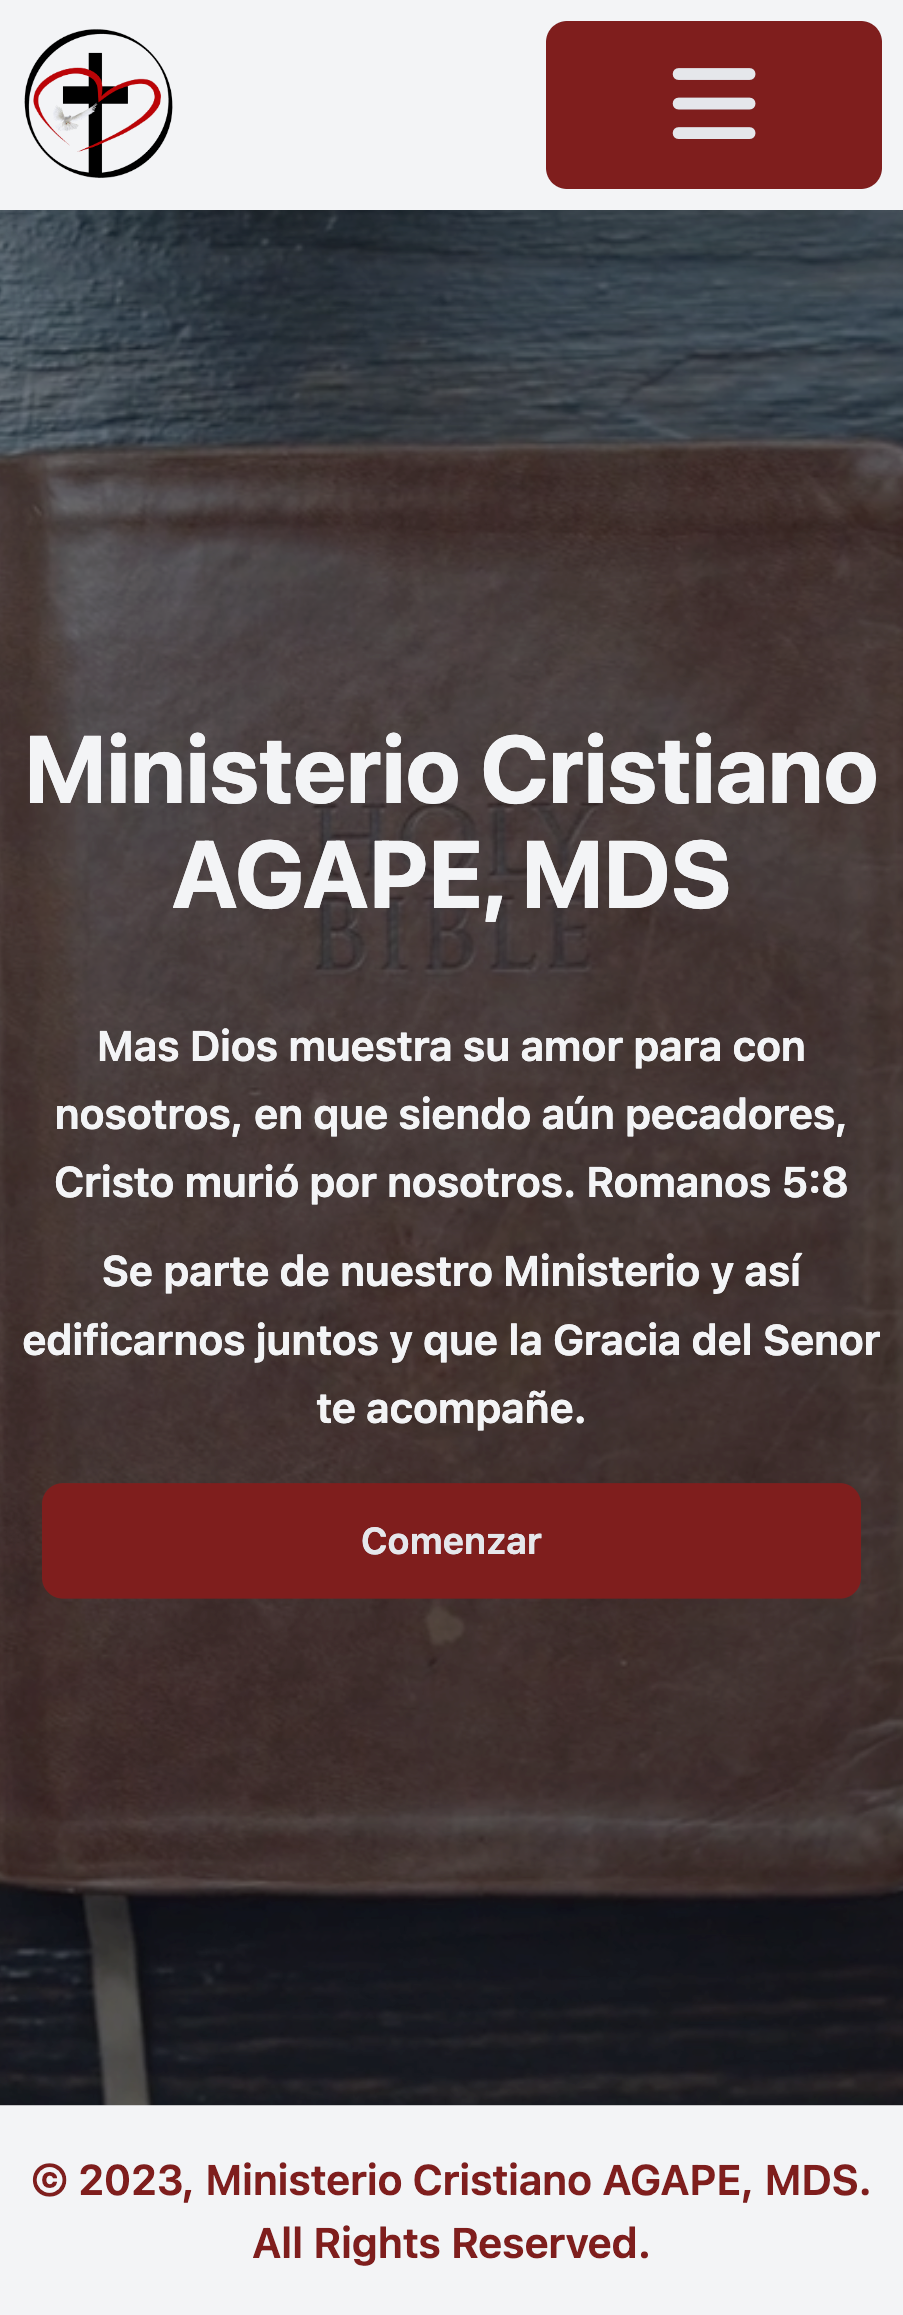 Ministerio Cristiano
AGAPE, MDS
HOLY
BIBLE
Mas Dios muestra su amor para con
nosotros, en que siendo aún pecadores,
Cristo murió por nosotros. Romanos 5:8
Se parte de nuestro Ministerio y así
edificarnos juntos y que la Gracia del Senor
te acompañe.
Comenzar
© 2023, Ministerio Cristiano AGAPE, MDS.
All Rights Reserved.